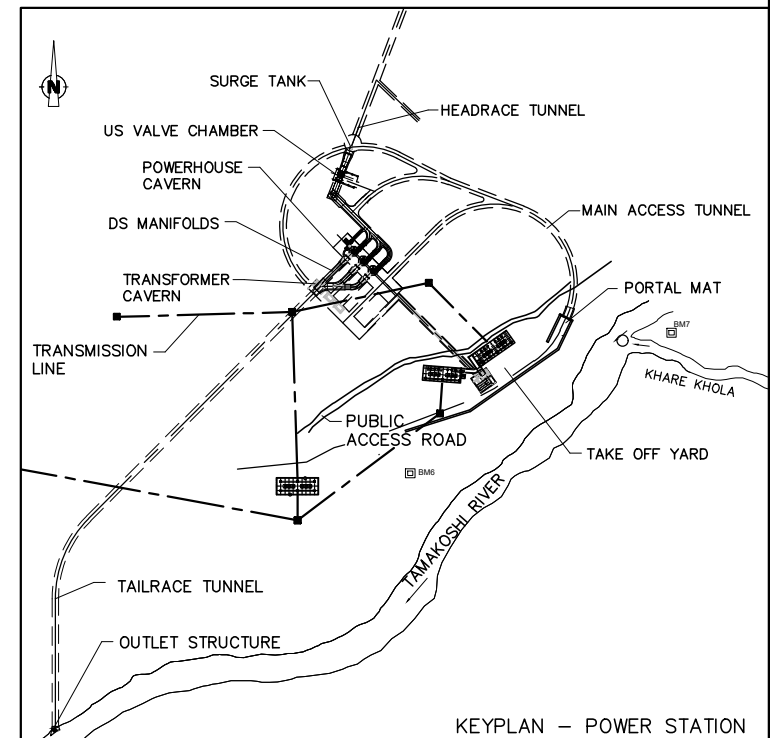 N
SURGE TANK
HEADRACE TUNNEL
US VALVE CHAMBER
POWERHOUSE
CAVERN
MAIN ACCESS TUNNEL
DS MANIFOLDS
TRANSFORMER
CAVERN
PORTAL MAT
BM7
TRANSMISSION
LINE
KHARE KHOLA
PUBLIC
ACCESS ROAD
TAKE OFF YARD
BM6
TAMAKOSHI RIVER
TAILRACE TUNNEL
OUTLET STRUCTURE
KEYPLAN – POWER STATION